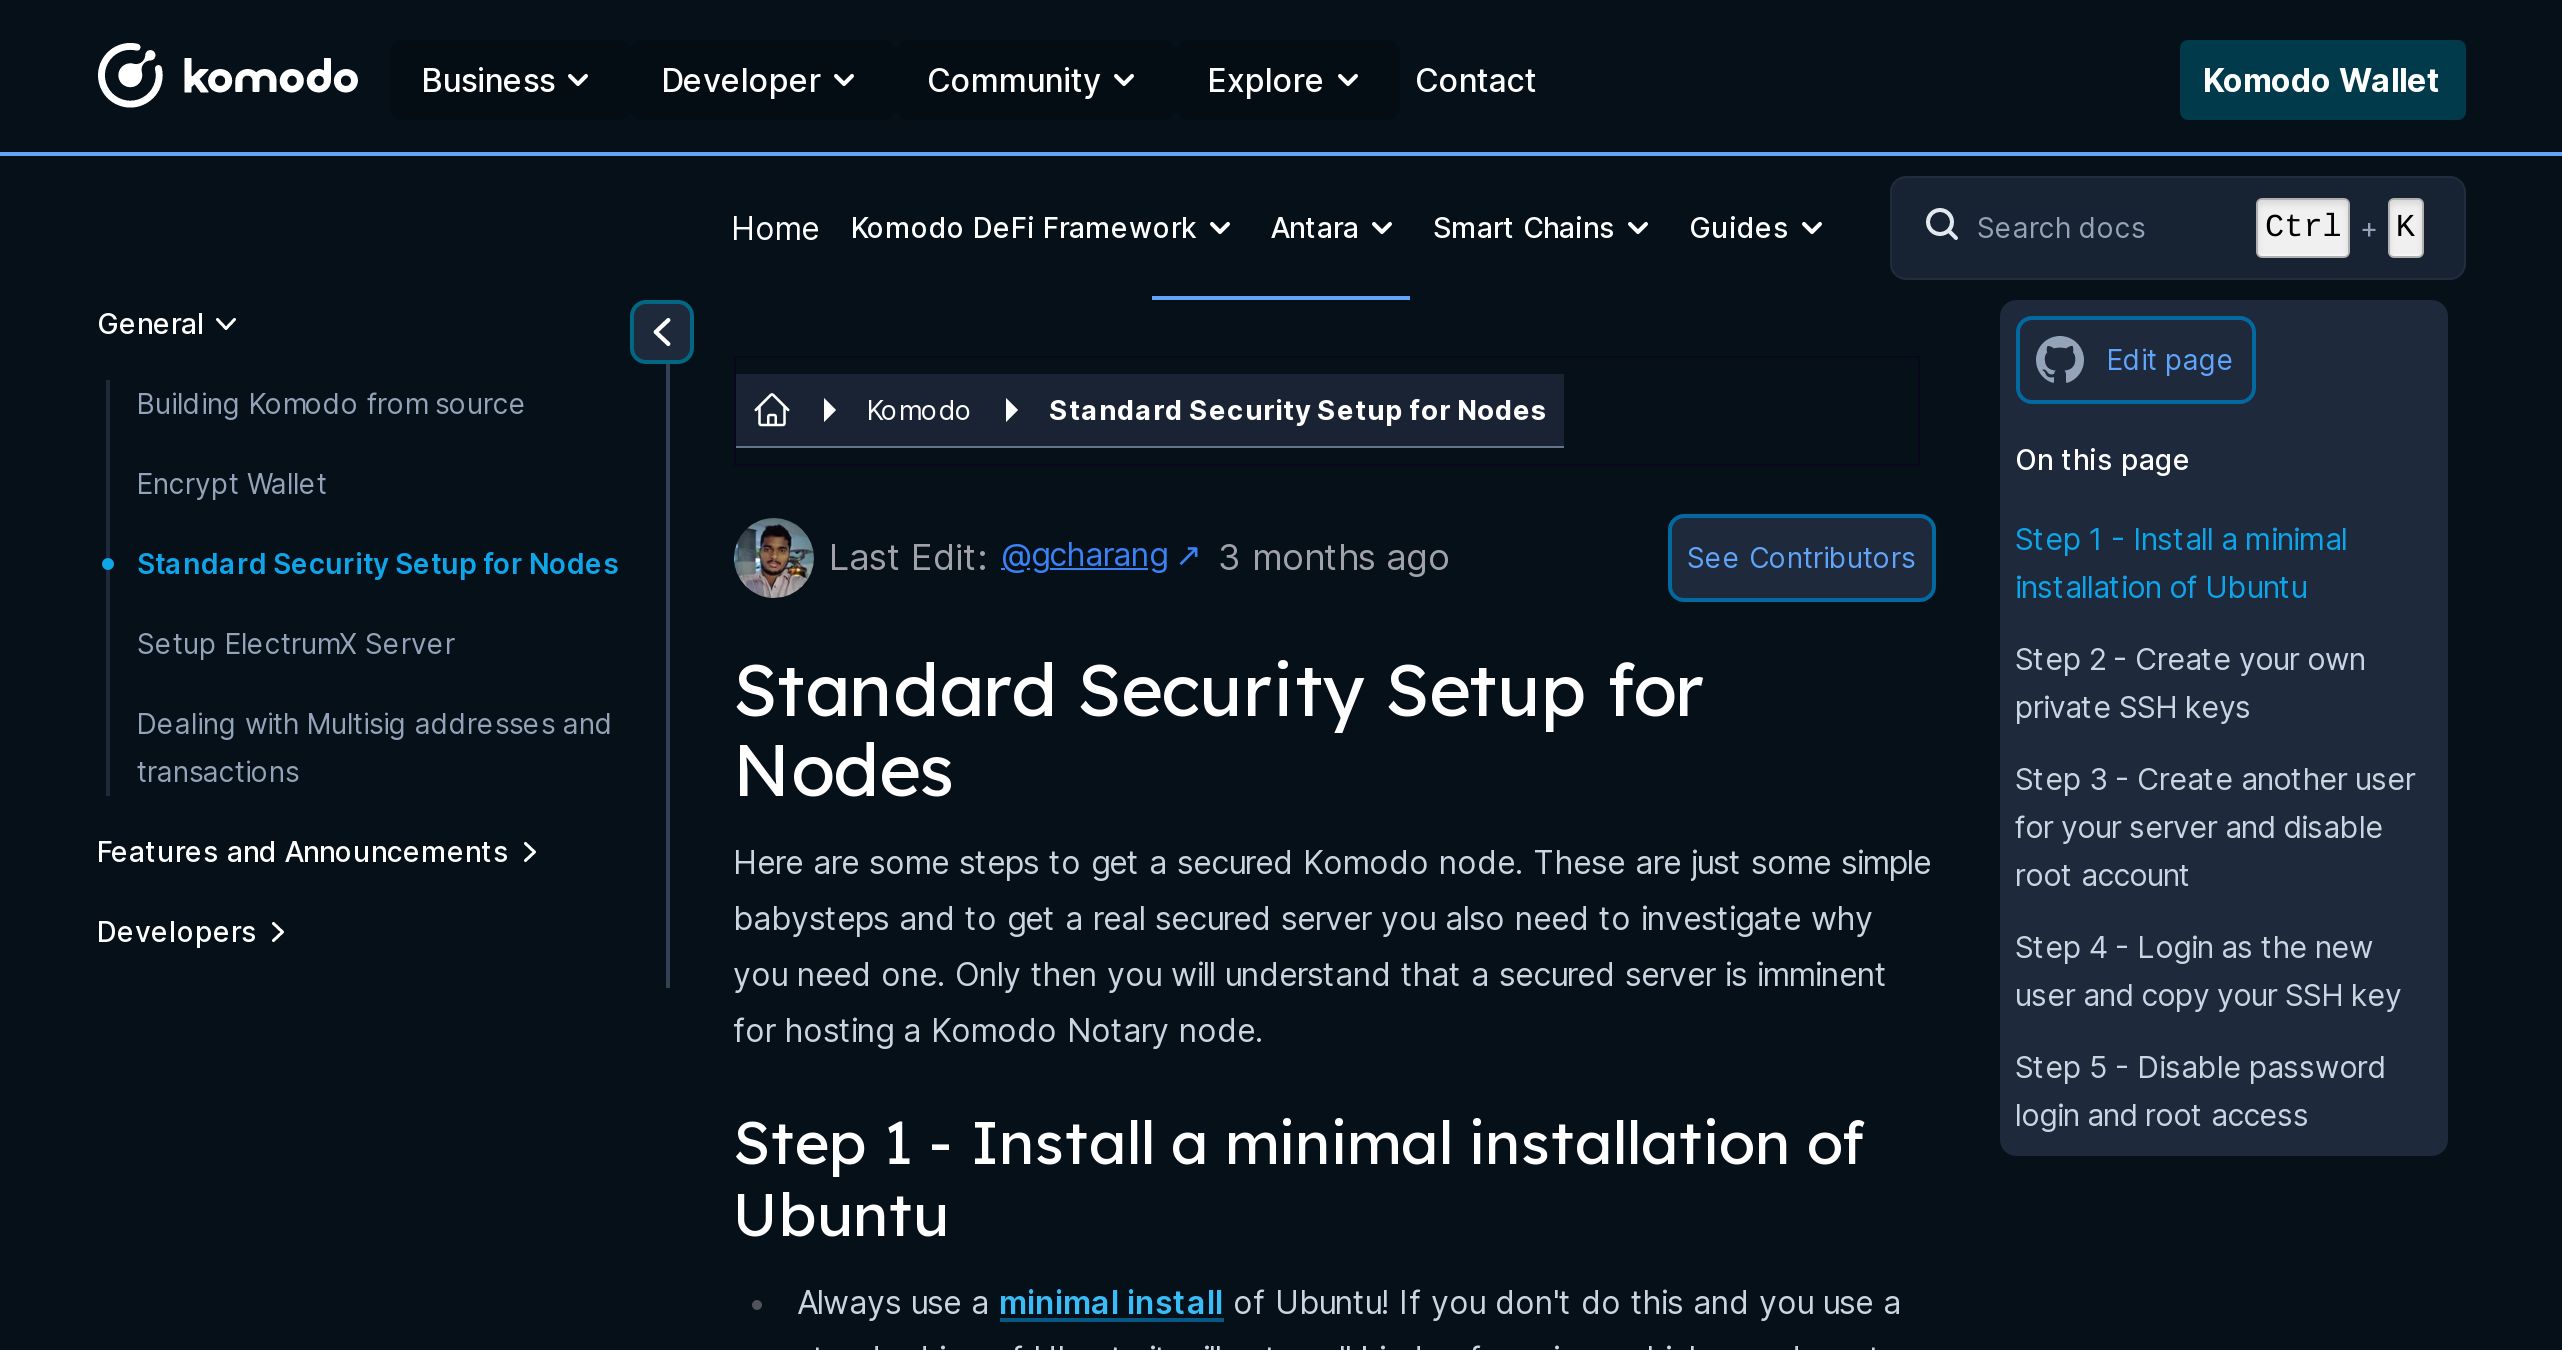 komodo
Business
Developer
Community
Explore
Contact
Komodo Wallet
Home
Komodo DeFi Framework
Antara
Smart Chains
Guides
Search docs
Ctrl + K
General
Building Komodo from source
Encrypt Wallet
Standard Security Setup for Nodes
Setup ElectrumX Server
Dealing with Multisig addresses and
transactions
Features and Announcements
Developers
Komodo
Standard Security Setup for Nodes
Last Edit: @gcharang ↗ 3 months ago
See Contributors
Standard Security Setup for
Nodes
Here are some steps to get a secured Komodo node. These are just some simple
babysteps and to get a real secured server you also need to investigate why
you need one. Only then you will understand that a secured server is imminent
for hosting a Komodo Notary node.
Step 1 - Install a minimal installation of
Ubuntu
Always use a minimal install of Ubuntu! If you don't do this and you use a
Edit page
On this page
Step 1 - Install a minimal
installation of Ubuntu
Step 2 - Create your own
private SSH keys
Step 3 - Create another user
for your server and disable
root account
Step 4 - Login as the new
user and copy your SSH key
Step 5 - Disable password
login and root access